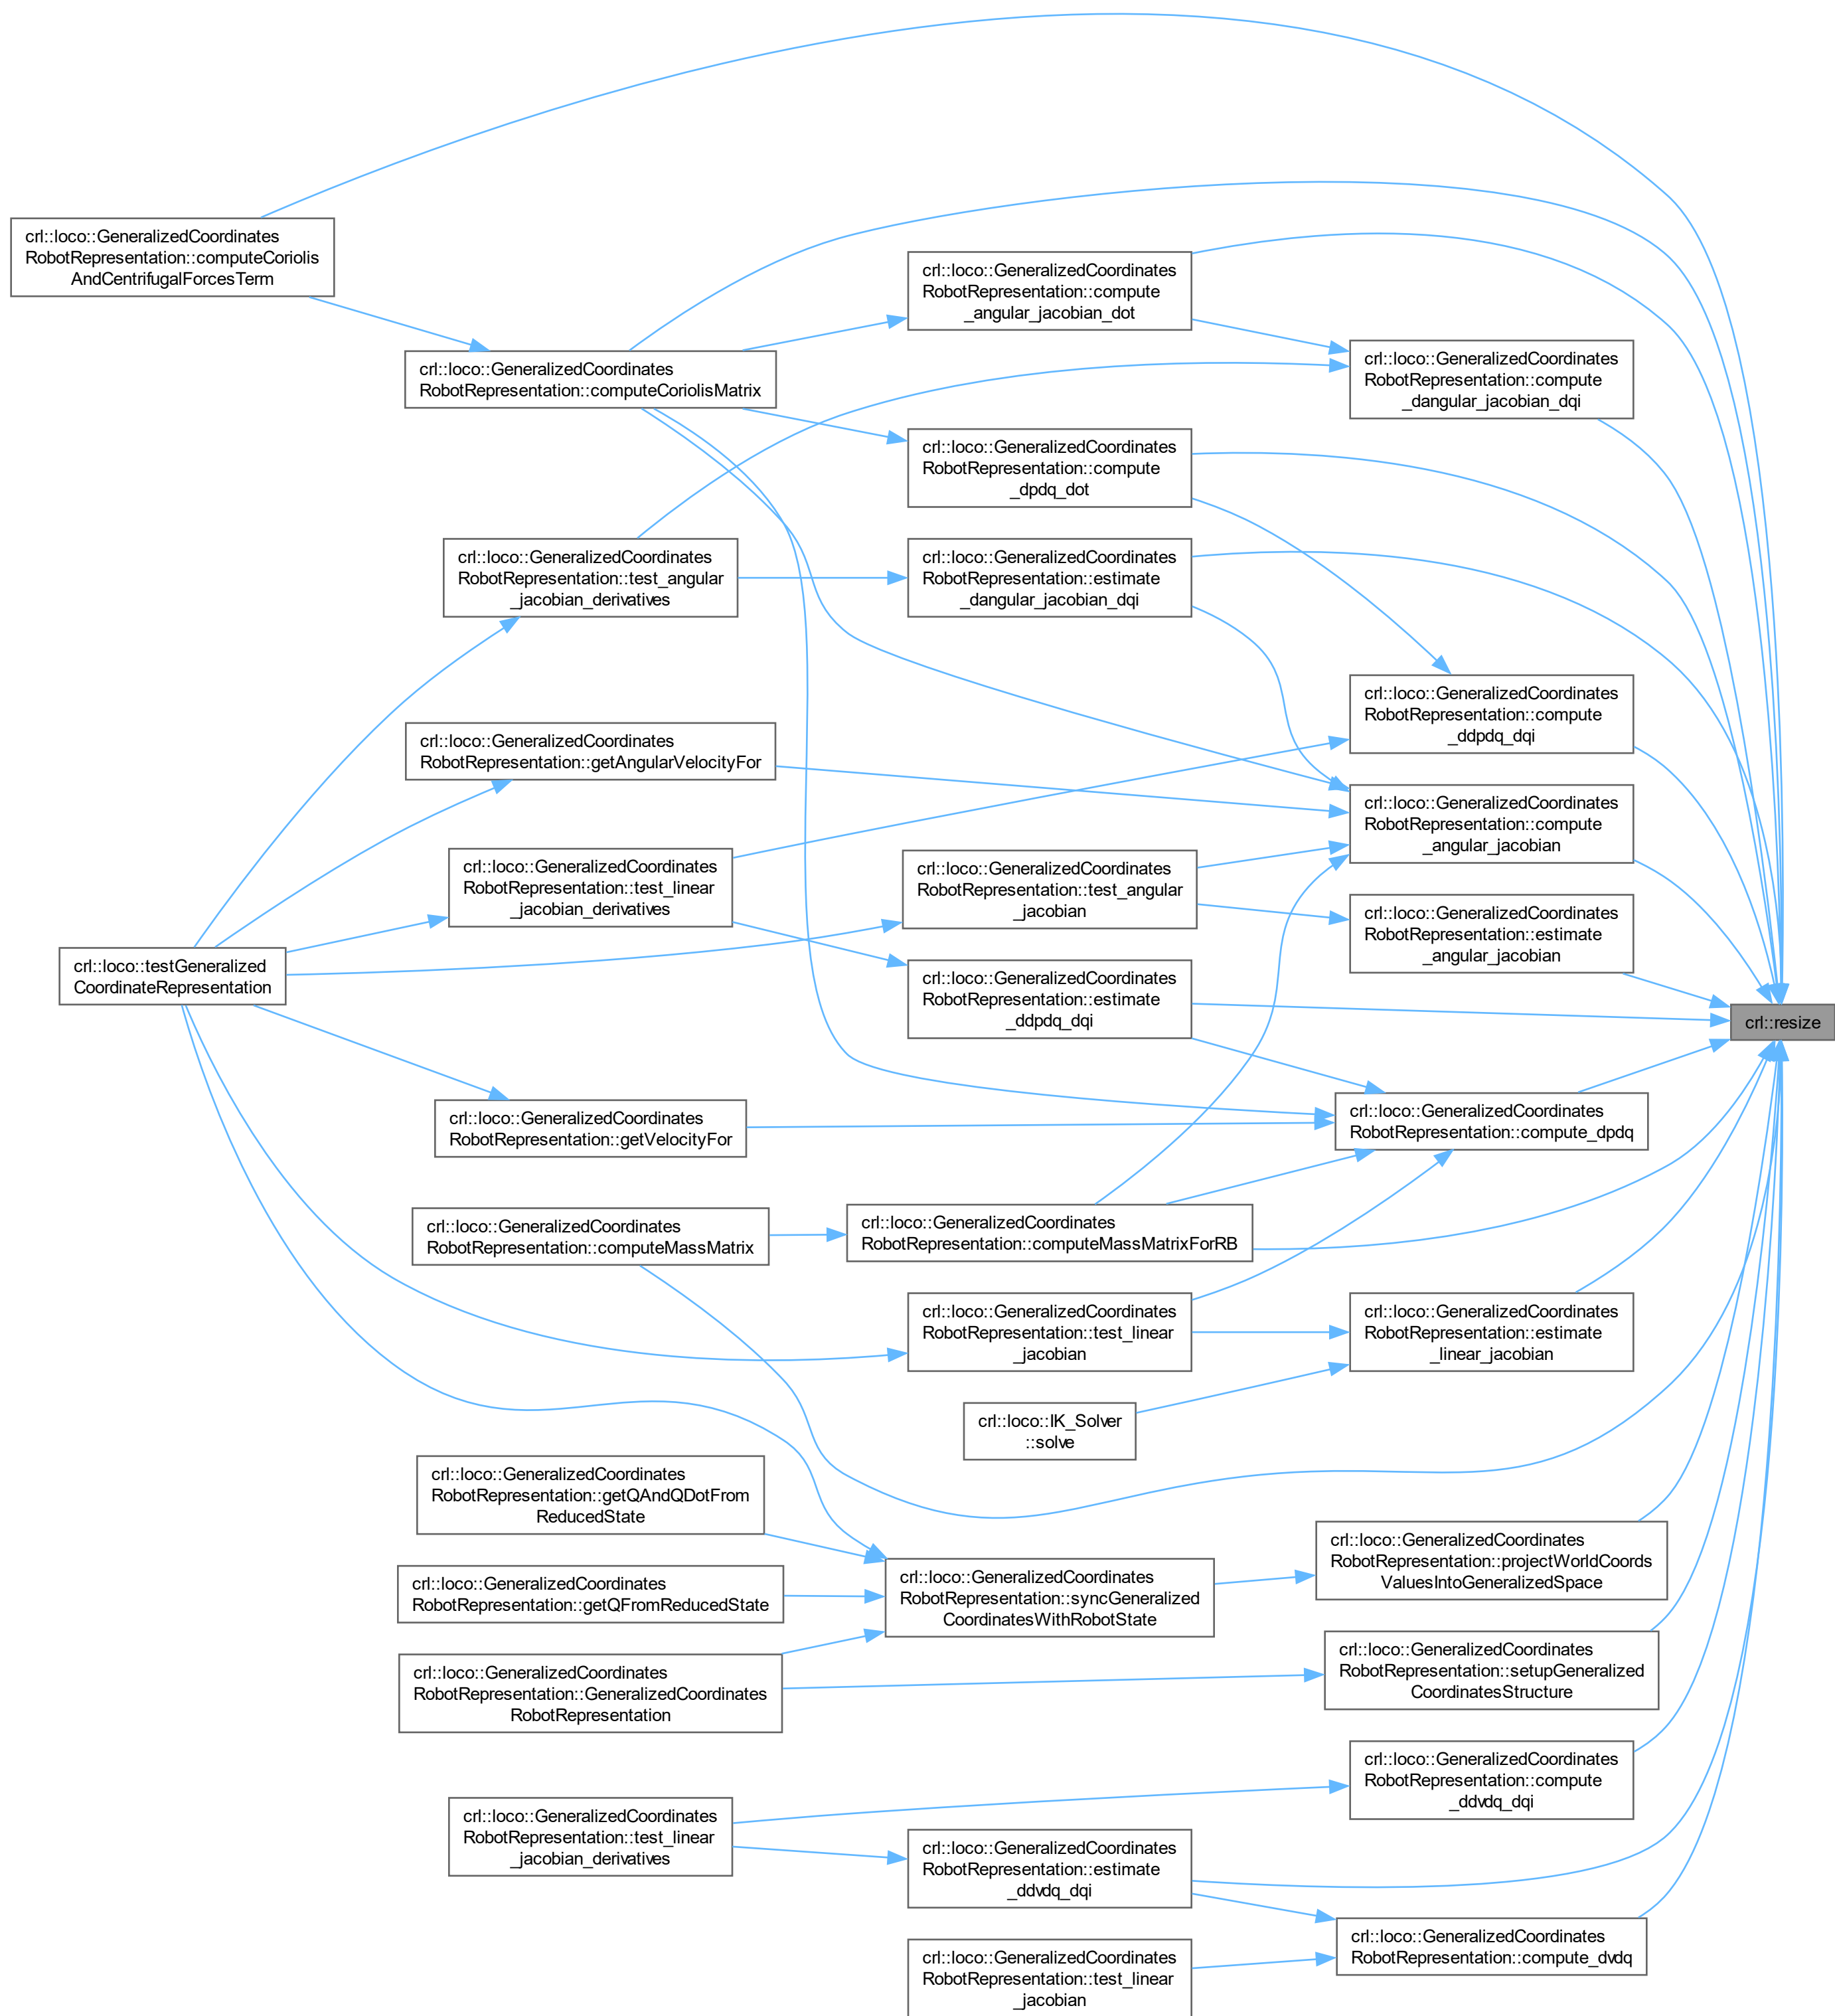 crl::loco::GeneralizedCoordinates
RobotRepresentation::computeCoriolis
AndCentrifugalForcesTerm
crl::loco::GeneralizedCoordinates
RobotRepresentation::compute
_angular_jacobian_dot
crl::loco::GeneralizedCoordinates
RobotRepresentation::compute
_dangular_jacobian_dqi
crl::loco::GeneralizedCoordinates
RobotRepresentation::computeCoriolisMatrix
crl::loco::GeneralizedCoordinates
RobotRepresentation::compute
_dpdq_dot
crl::loco::GeneralizedCoordinates
RobotRepresentation::test_angular
_jacobian_derivatives
crl::loco::GeneralizedCoordinates
RobotRepresentation::estimate
_dangular_jacobian_dqi
crl::loco::GeneralizedCoordinates
RobotRepresentation::compute
_ddpdq_dqi
crl::loco::GeneralizedCoordinates
RobotRepresentation::getAngularVelocityFor
crl::loco::GeneralizedCoordinates
RobotRepresentation::compute
_angular_jacobian
crl::loco::GeneralizedCoordinates
RobotRepresentation::test_linear
_jacobian_derivatives
crl::loco::GeneralizedCoordinates
RobotRepresentation::test_angular
_jacobian
crl::loco::GeneralizedCoordinates
RobotRepresentation::estimate
_angular_jacobian
crl::loco::testGeneralized
CoordinateRepresentation
crl::loco::GeneralizedCoordinates
RobotRepresentation::estimate
_ddpdq_dqi
crl::resize
crl::loco::GeneralizedCoordinates
RobotRepresentation::getVelocityFor
crl::loco::GeneralizedCoordinates
RobotRepresentation::compute_dpdq
crl::loco::GeneralizedCoordinates
RobotRepresentation::computeMassMatrix
crl::loco::GeneralizedCoordinates
RobotRepresentation::computeMassMatrixForRB
crl::loco::GeneralizedCoordinates
RobotRepresentation::test_linear
_jacobian
crl::loco::GeneralizedCoordinates
RobotRepresentation::estimate
_linear_jacobian
crl::loco::IK_Solver
::solve
crl::loco::GeneralizedCoordinates
RobotRepresentation::getQAndQDotFrom
ReducedState
crl::loco::GeneralizedCoordinates
RobotRepresentation::projectWorldCoords
ValuesIntoGeneralizedSpace
crl::loco::GeneralizedCoordinates
RobotRepresentation::getQFromReducedState
crl::loco::GeneralizedCoordinates
RobotRepresentation::syncGeneralized
CoordinatesWithRobotState
crl::loco::GeneralizedCoordinates
RobotRepresentation::GeneralizedCoordinates
RobotRepresentation
crl::loco::GeneralizedCoordinates
RobotRepresentation::setupGeneralized
CoordinatesStructure
crl::loco::GeneralizedCoordinates
RobotRepresentation::compute
_ddvdq_dqi
crl::loco::GeneralizedCoordinates
RobotRepresentation::test_linear
_jacobian_derivatives
crl::loco::GeneralizedCoordinates
RobotRepresentation::estimate
_ddvdq_dqi
crl::loco::GeneralizedCoordinates
RobotRepresentation::compute_dvdq
crl::loco::GeneralizedCoordinates
RobotRepresentation::test_linear
_jacobian